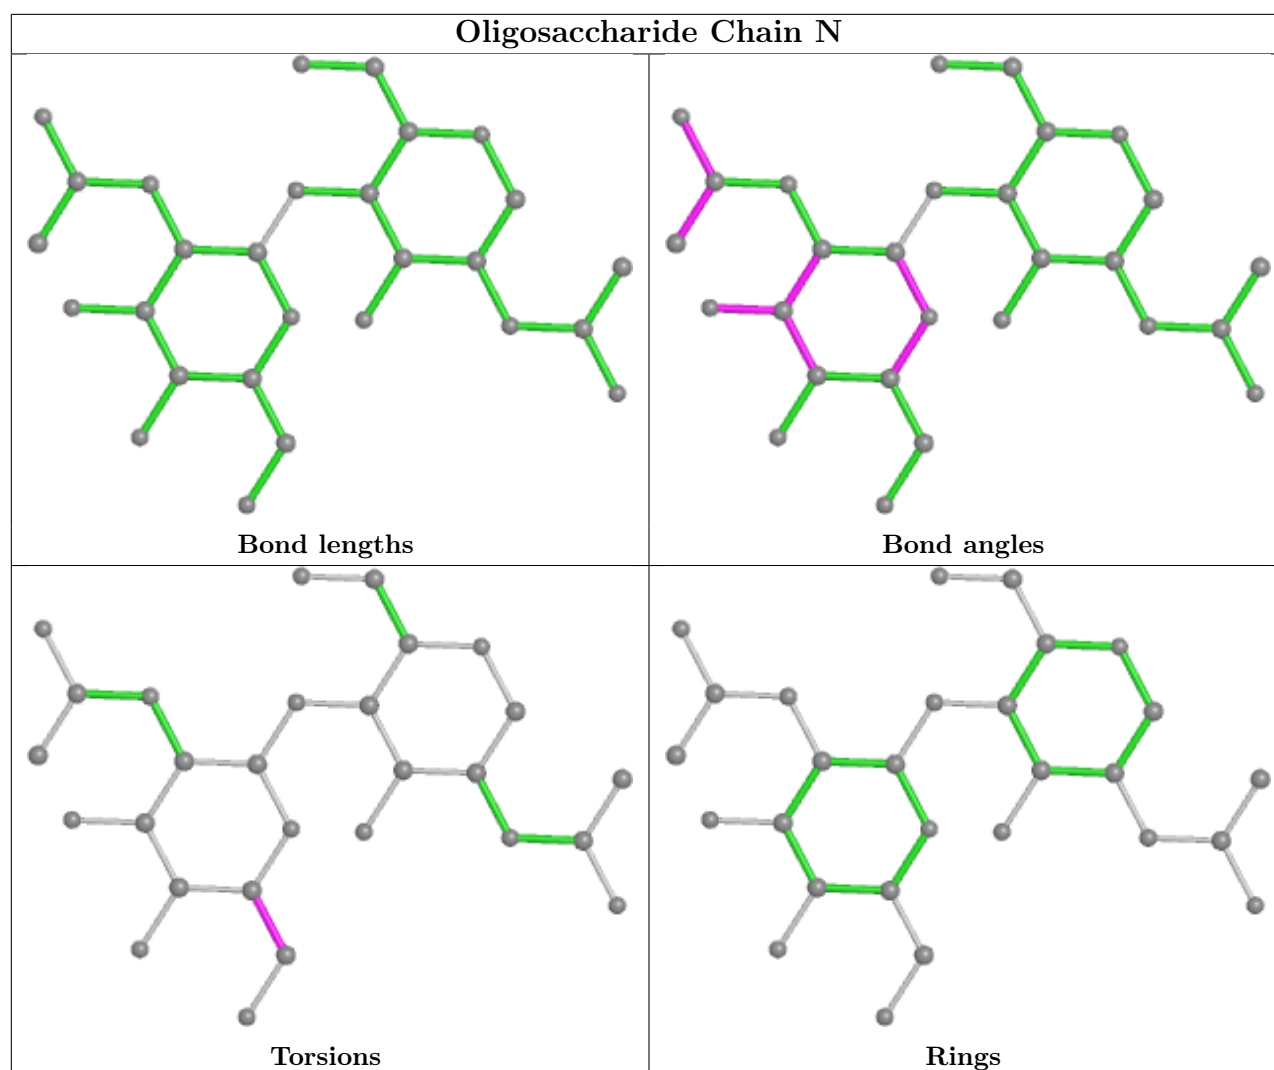 Oligosaccharide Chain N
Bond lengths
Bond angles
Torsions
Rings